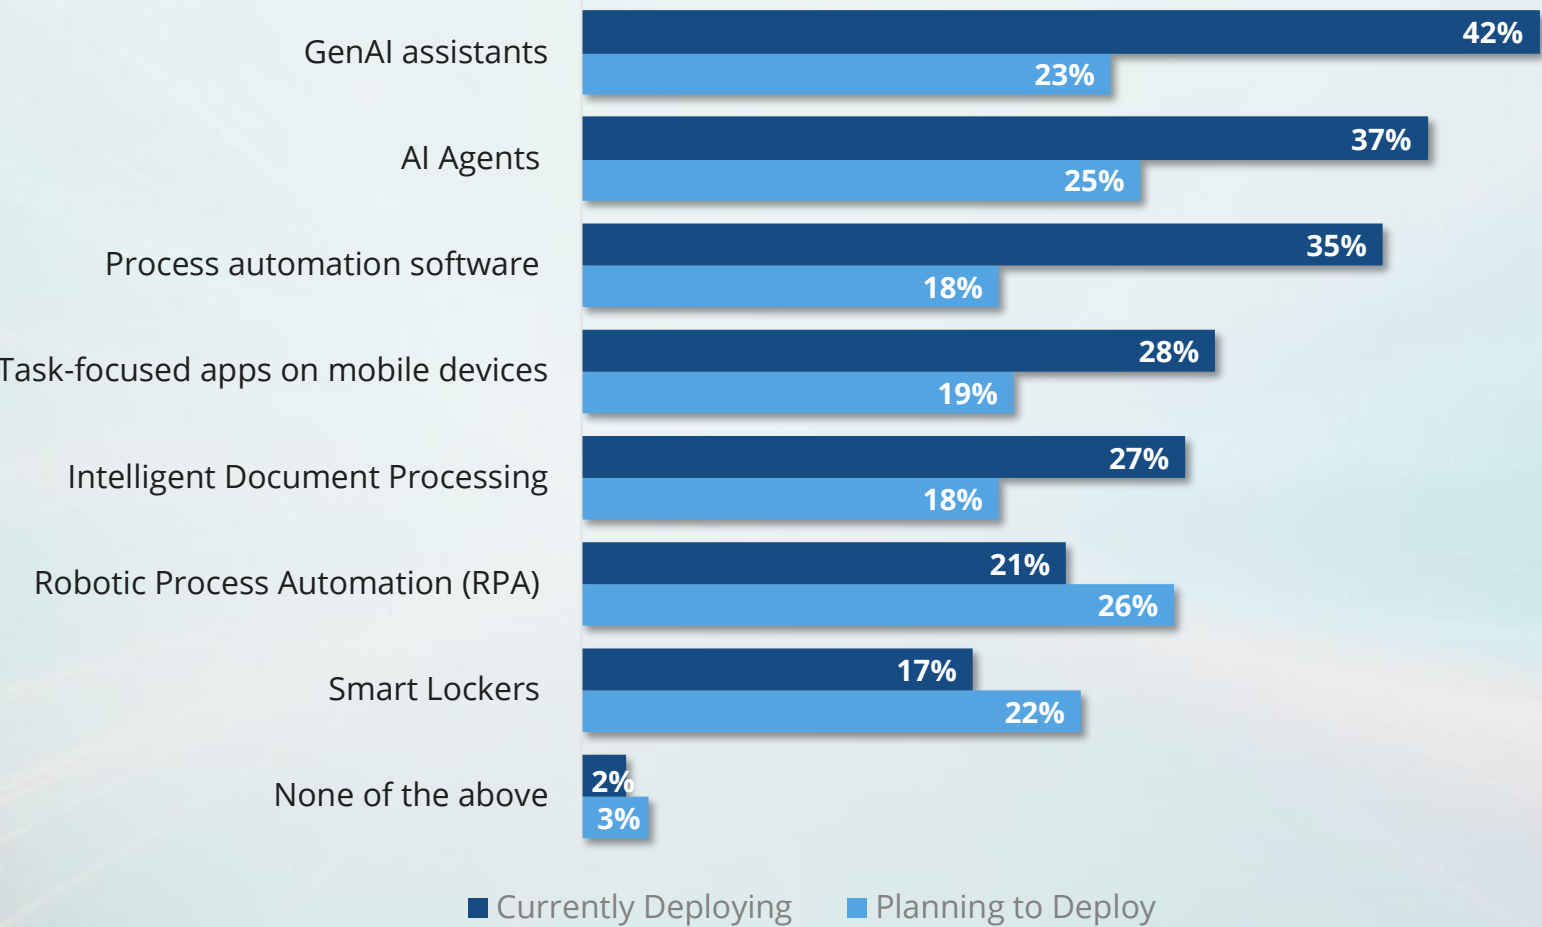 GenAI assistants
42%
23%
AI Agents
37%
25%
Process automation software
35%
18%
Task-focused apps on mobile devices
28%
19%
Intelligent Document Processing
27%
18%
Robotic Process Automation (RPA)
21%
26%
Smart Lockers
17%
22%
None of the above
2%
3%
Currently Deploying
Planning to Deploy